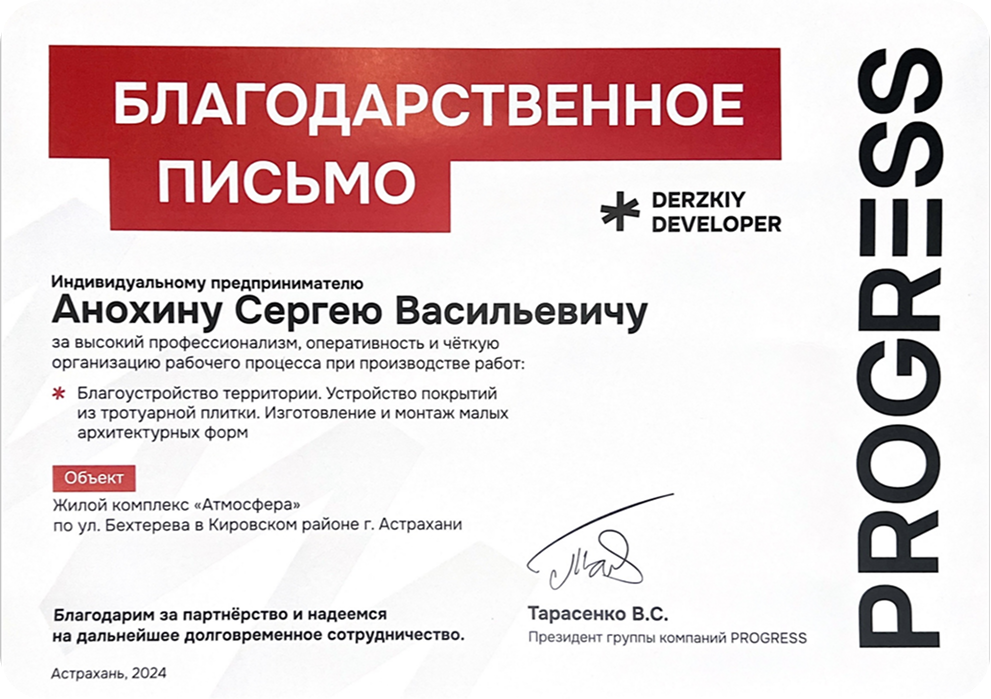 БЛАГОДАРСТВЕННОЕ
ПИСЬМО
DERZKIY
DEVELOPER
PROGRESS
Индивидуальному предпринимателю
Анохину Сергею Васильевичу
за высокий профессионализм, оперативность и чёткую
организацию рабочего процесса при производстве работ:
Благоустройство территории. Устройство покрытий
из тротуарной плитки. Изготовление и монтаж малых
архитектурных форм
Объект
Жилой комплекс «Атмосфера»
по ул. Бехтерева в Кировском районе г. Астрахани
Благодарим за партнёрство и надеемся
на дальнейшее долговременное сотрудничество.
Тарасенко В.С.
Президент группы компаний PROGRESS
Астрахань, 2024